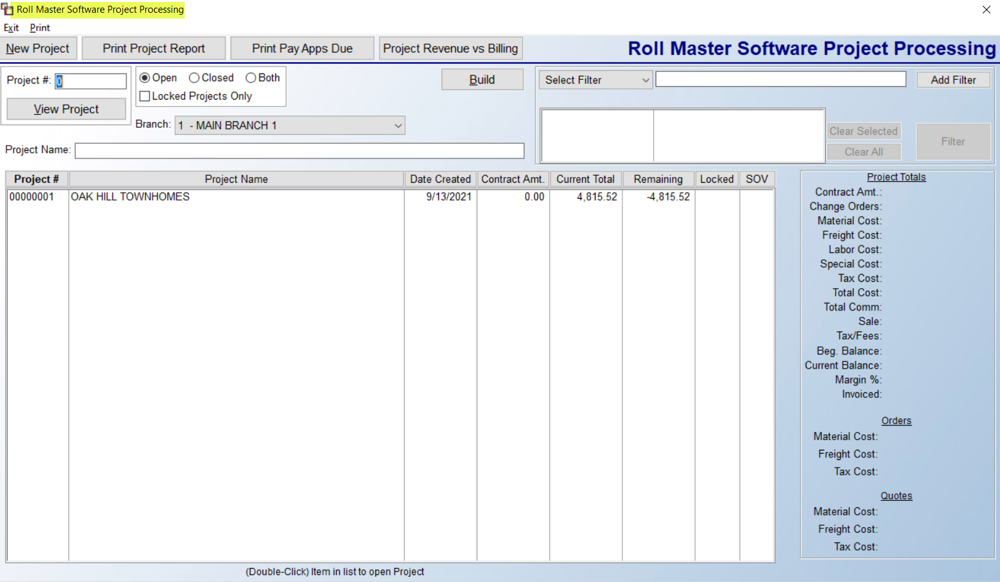 Roll Master Software Project Processing
Exit Print
New Project Print Project Report Print Pay Apps Due Project Revenue vs Billing Roll Master Software Project Processing
Project #: 0
View Project
Open Closed Both
Locked Projects Only
Build
Branch: 1 - MAIN BRANCH 1
Project Name:
Select Filter Add Filter
Clear Selected
Clear All
Filter
Project # Project Name Date Created Contract Amt. Current Total Remaining Locked SOV
00000001 OAK HILL TOWNHOMES 9/13/2021 0.00 4,815.52 -4,815.52
(Double-Click) Item in list to open Project
Project Totals
Contract Amt.:
Change Orders:
Material Cost:
Freight Cost:
Labor Cost:
Special Cost:
Tax Cost:
Total Cost:
Total Comm:
Sale:
Tax/Fees:
Beg. Balance:
Current Balance:
Margin %:
Invoiced:
Orders
Material Cost:
Freight Cost:
Tax Cost:
Quotes
Material Cost:
Freight Cost:
Tax Cost: